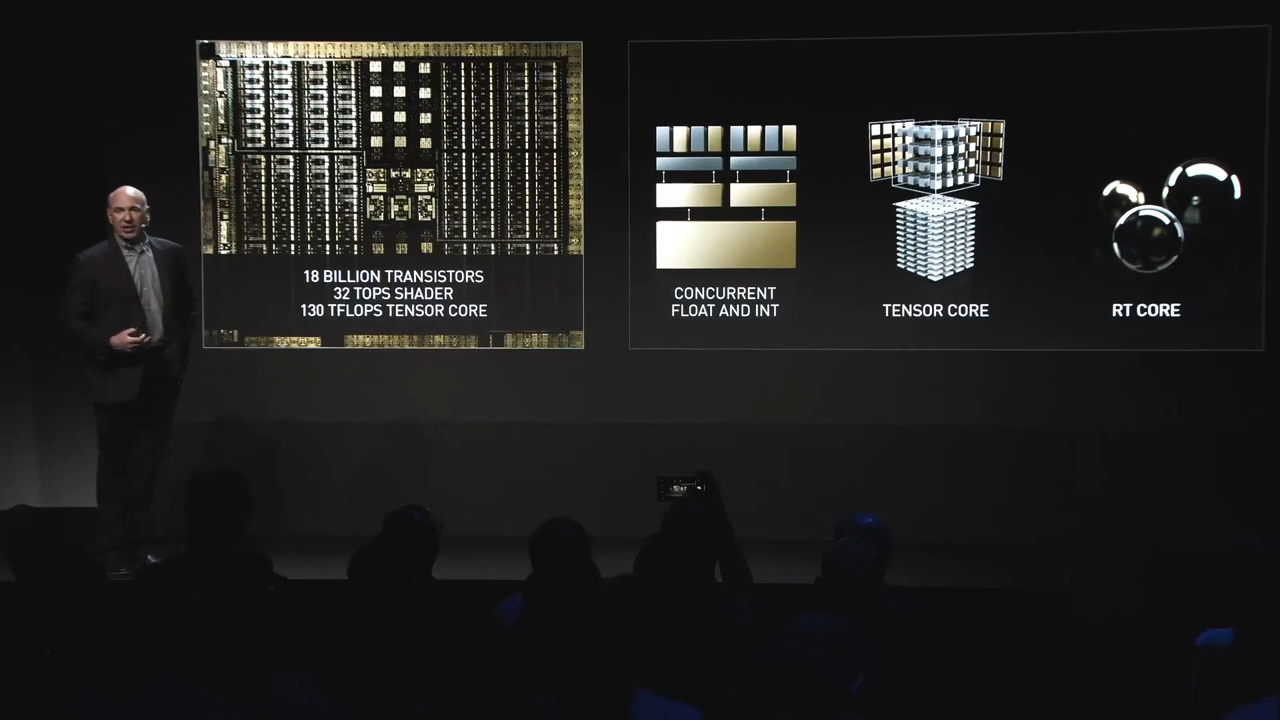 18 BILLION TRANSISTORS
32 TOPS SHADER
130 TFLOPS TENSOR CORE
CONCURRENT
FLOAT AND INT
TENSOR CORE
RT CORE